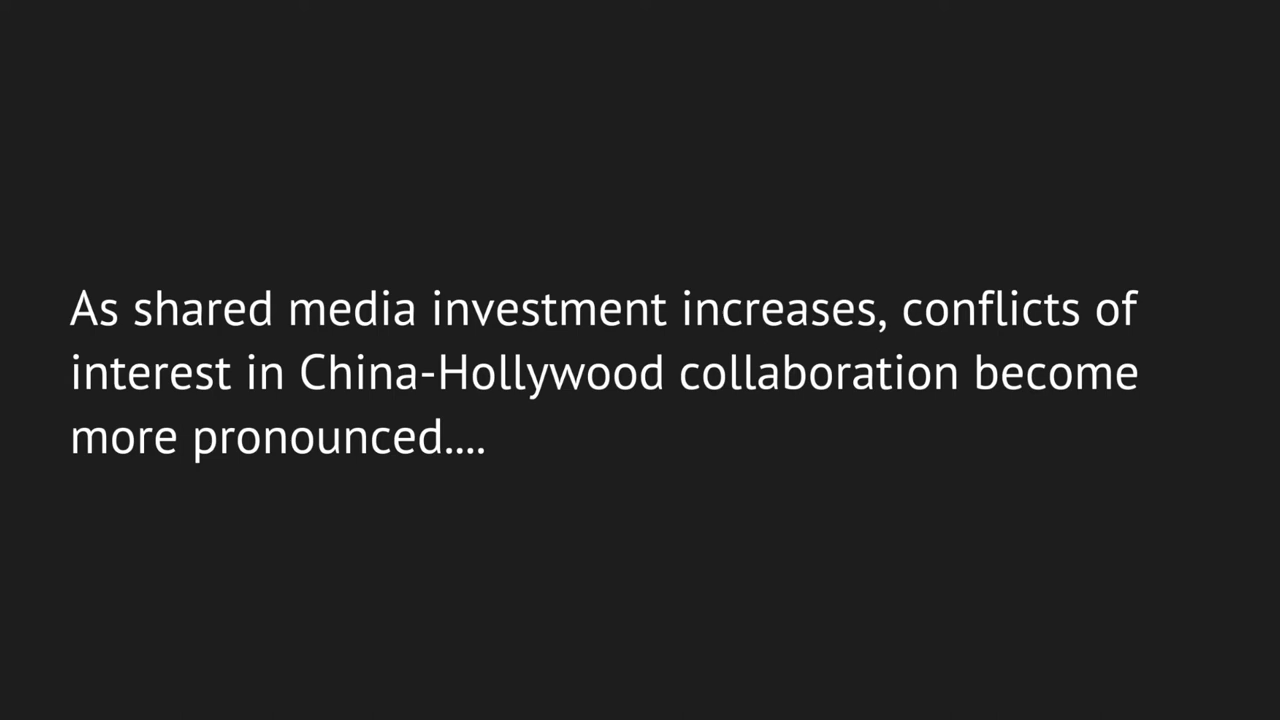 As shared media investment increases, conflicts of
interest in China-Hollywood collaboration become
more pronounced....